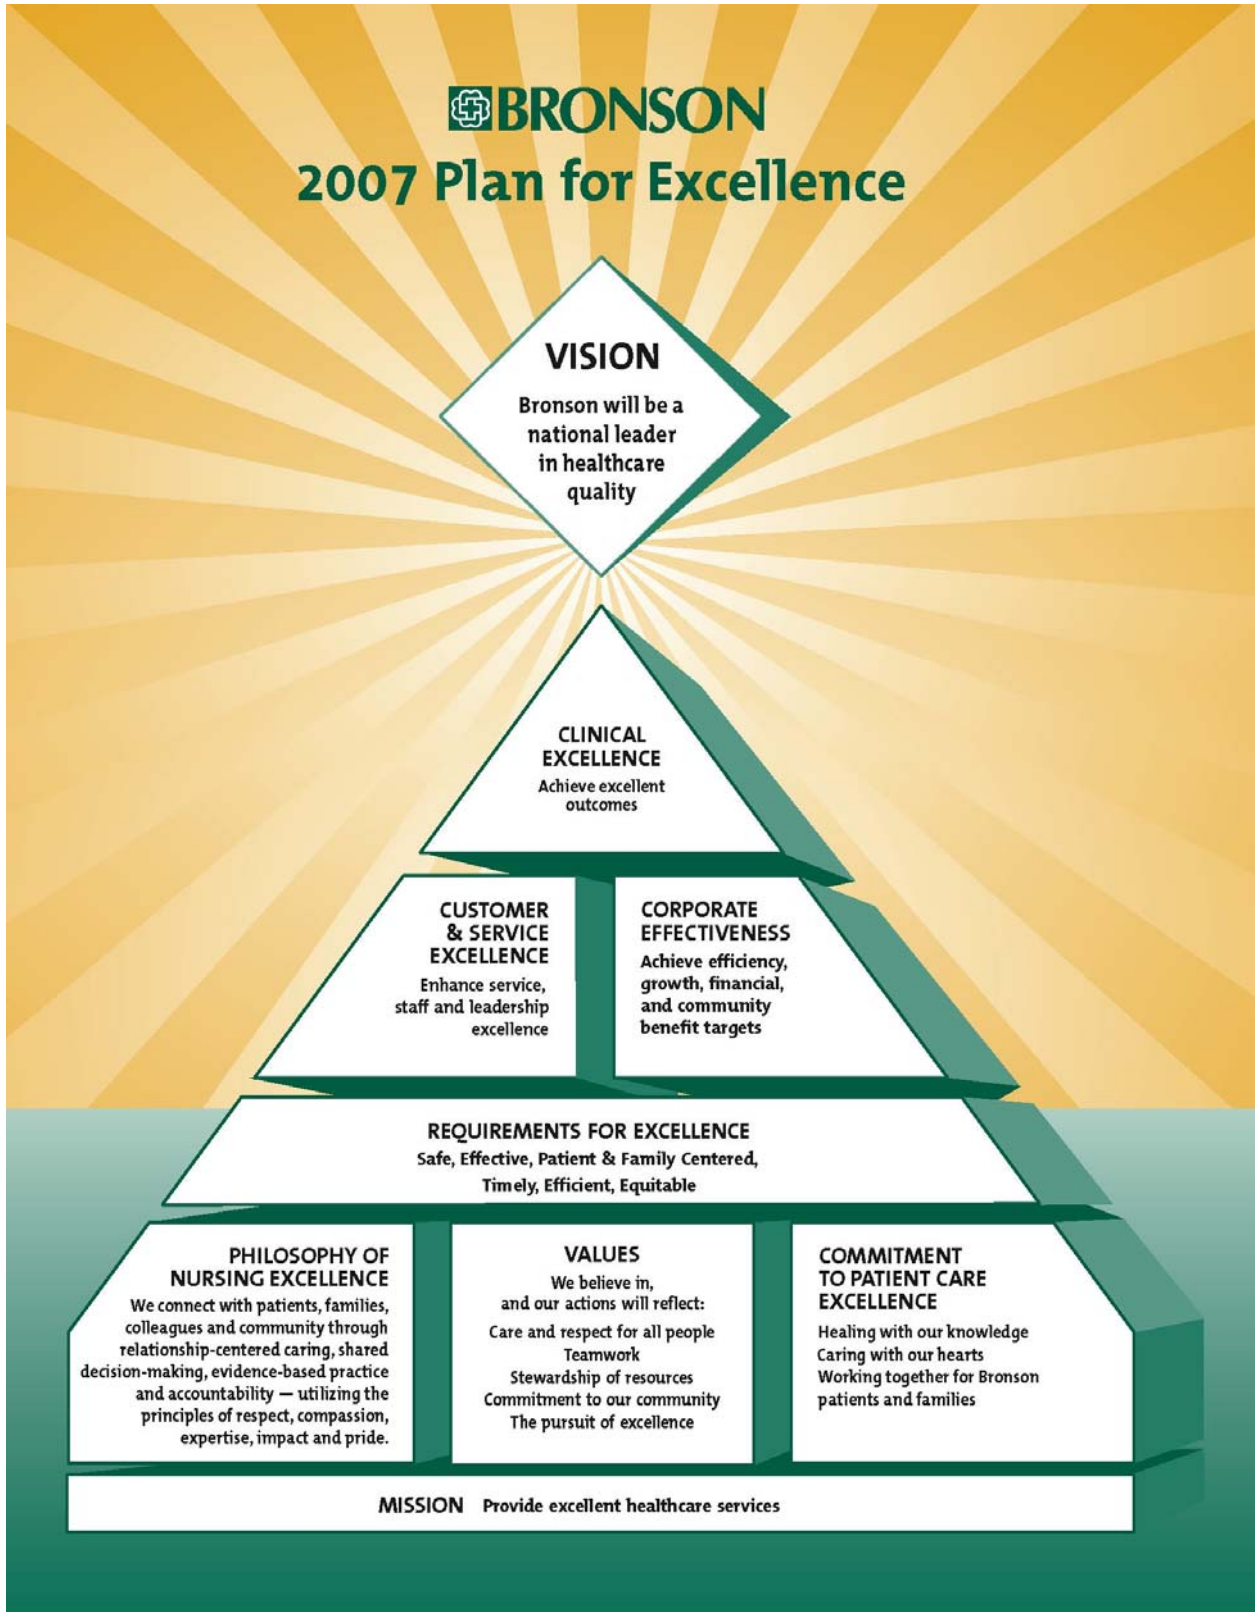 BRONSON
2007 Plan for Excellence
VISION
Bronson will be a
national leader
in healthcare
quality
CLINICAL
EXCELLENCE
Achieve excellent
outcomes
CUSTOMER
& SERVICE
EXCELLENCE
Enhance service,
staff and leadership
excellence
CORPORATE
EFFECTIVENESS
Achieve efficiency,
growth, financial,
and community
benefit targets
REQUIREMENTS FOR EXCELLENCE
Safe, Effective, Patient & Family Centered,
Timely, Efficient, Equitable
PHILOSOPHY OF
NURSING EXCELLENCE
We connect with patients, families,
colleagues and community through
relationship-centered caring, shared
decision-making, evidence-based practice
and accountability — utilizing the
principles of respect, compassion,
expertise, impact and pride.
VALUES
We believe in,
and our actions will reflect:
Care and respect for all people
Teamwork
Stewardship of resources
Commitment to our community
The pursuit of excellence
COMMITMENT
TO PATIENT CARE
EXCELLENCE
Healing with our knowledge
Caring with our hearts
Working together for Bronson
patients and families
MISSION Provide excellent healthcare services